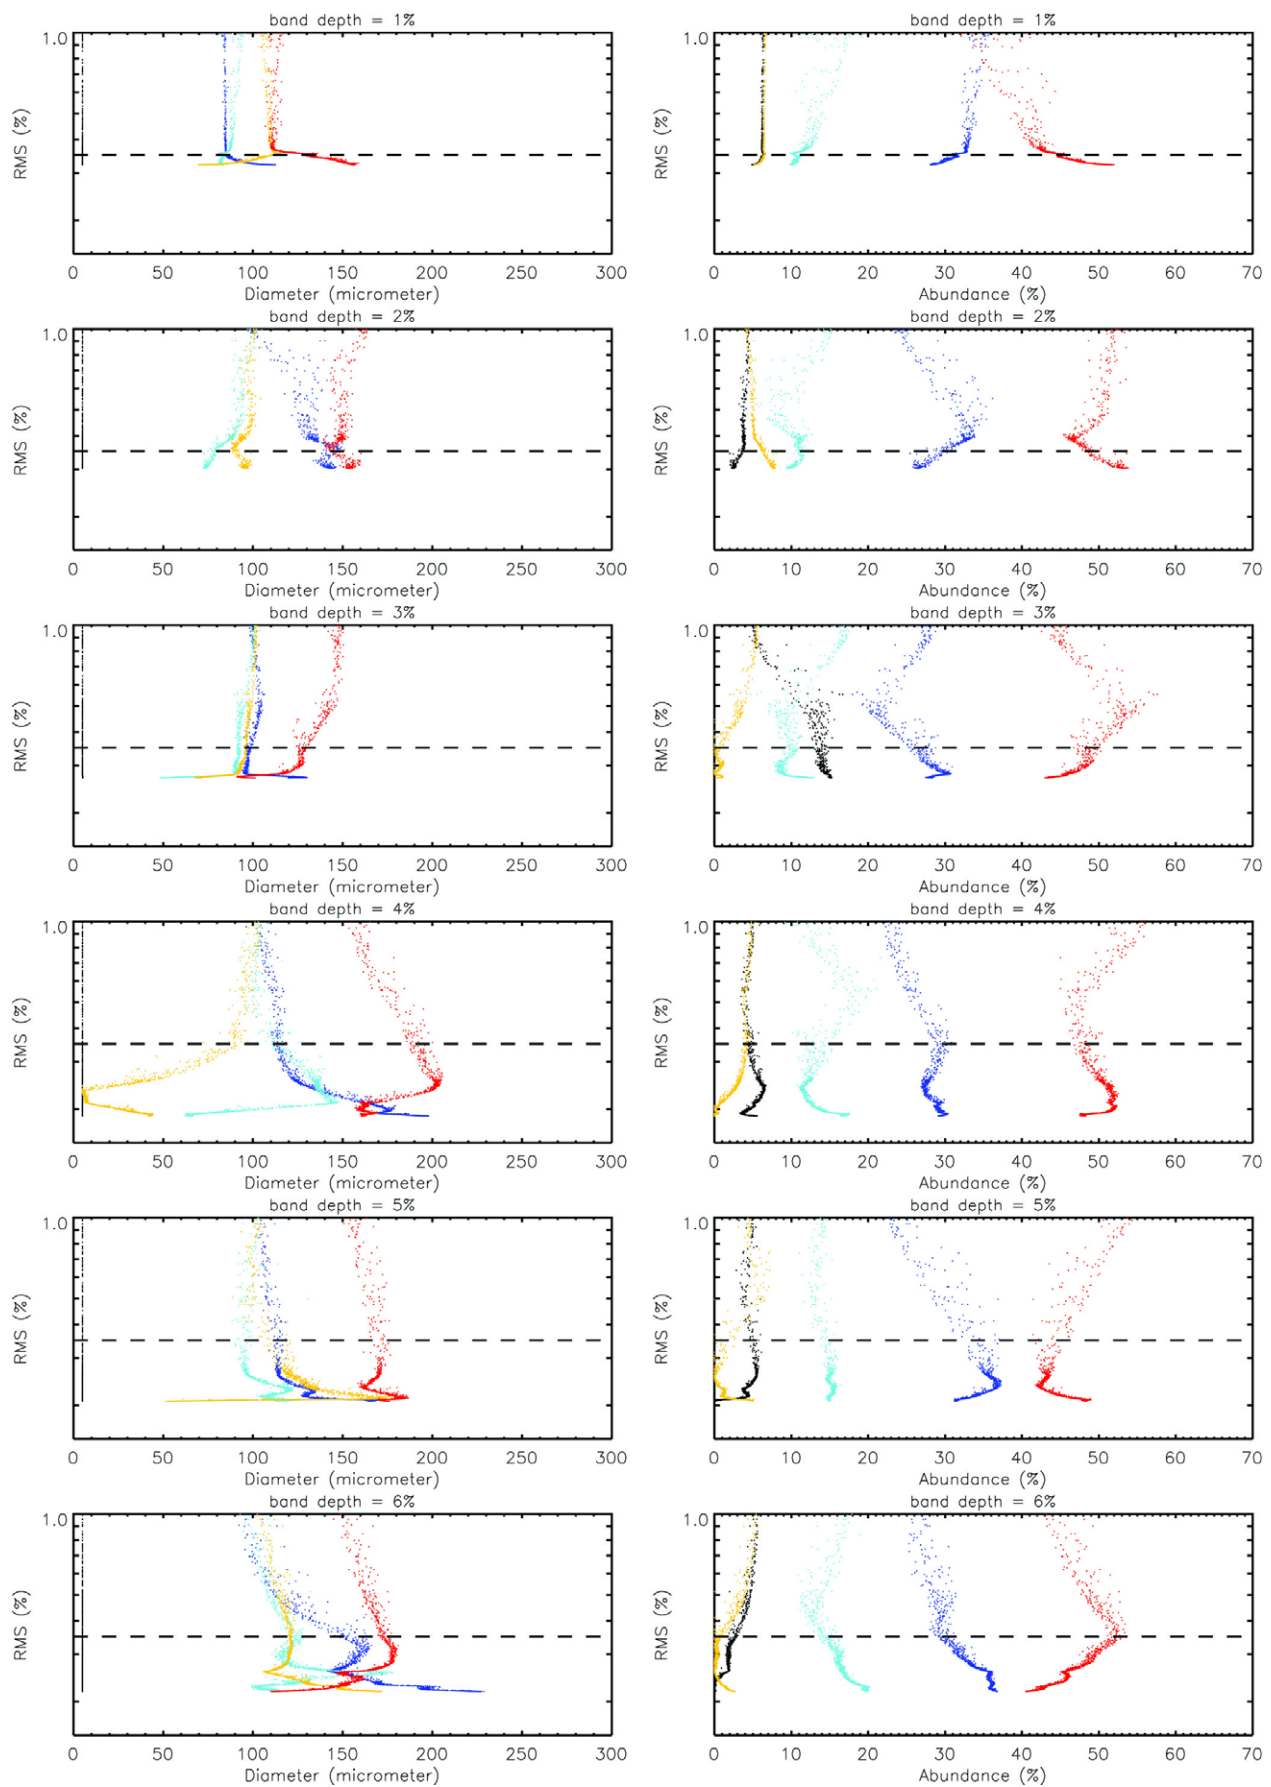 band depth = 1% band depth = 1%
1.0 1.0
RMS (%) RMS (%)
0 50 100 150 200 250 300 0 10 20 30 40 50 60 70
Diameter (micrometer) Abundance (%)
band depth = 2% band depth = 2%
1.0 1.0
RMS (%) RMS (%)
0 50 100 150 200 250 300 0 10 20 30 40 50 60 70
Diameter (micrometer) Abundance (%)
band depth = 3% band depth = 3%
1.0 1.0
RMS (%) RMS (%)
0 50 100 150 200 250 300 0 10 20 30 40 50 60 70
Diameter (micrometer) Abundance (%)
band depth = 4% band depth = 4%
1.0 1.0
RMS (%) RMS (%)
0 50 100 150 200 250 300 0 10 20 30 40 50 60 70
Diameter (micrometer) Abundance (%)
band depth = 5% band depth = 5%
1.0 1.0
RMS (%) RMS (%)
0 50 100 150 200 250 300 0 10 20 30 40 50 60 70
Diameter (micrometer) Abundance (%)
band depth = 6% band depth = 6%
1.0 1.0
RMS (%) RMS (%)
0 50 100 150 200 250 300 0 10 20 30 40 50 60 70
Diameter (micrometer) Abundance (%)